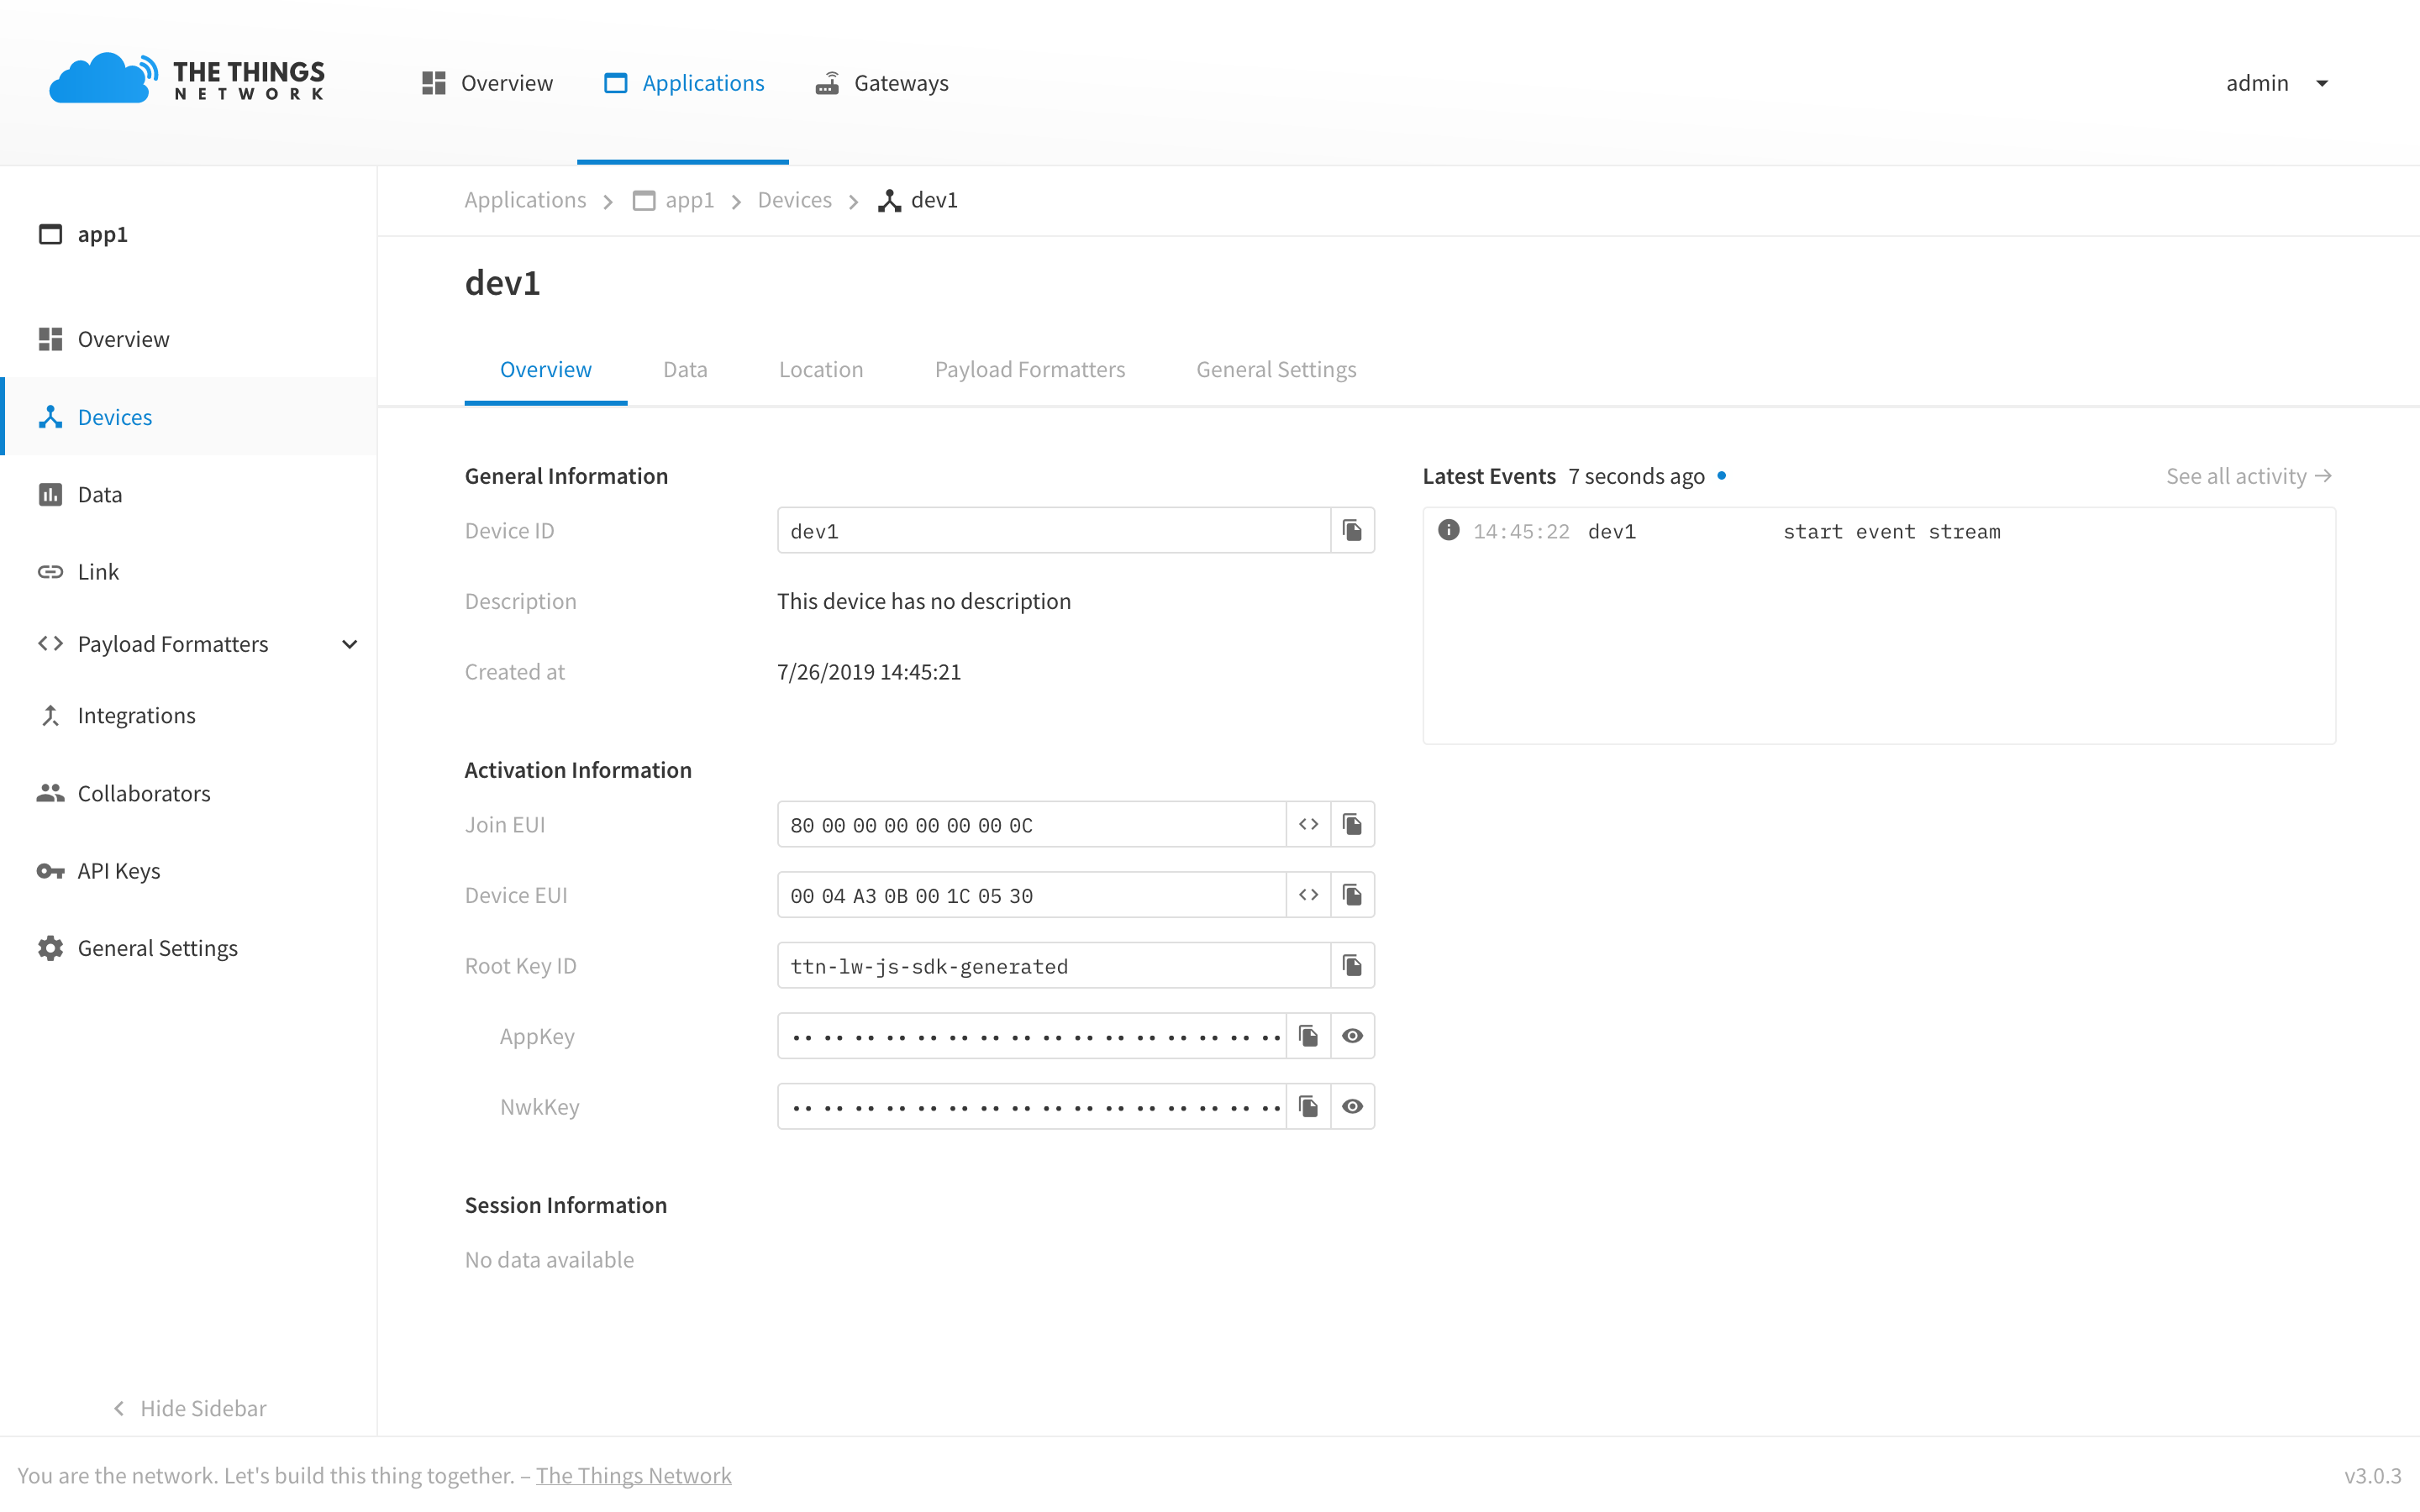 THE THINGS
NETWORK
Overview
Applications
Gateways
admin
app1
Overview
Devices
Data
Link
Payload Formatters
Integrations
Collaborators
API Keys
General Settings
Hide Sidebar
Applications app1 Devices dev1
dev1
Overview Data Location Payload Formatters General Settings
General Information
Device ID dev1
Description This device has no description
Created at 7/26/2019 14:45:21
Activation Information
Join EUI 80 00 00 00 00 00 00 0C
Device EUI 00 04 A3 0B 00 1C 05 30
Root Key ID ttn-lw-js-sdk-generated
AppKey
NwkKey
Session Information
No data available
Latest Events 7 seconds ago See all activity →
14:45:22 dev1 start event stream
You are the network. Let's build this thing together. – The Things Network
v3.0.3